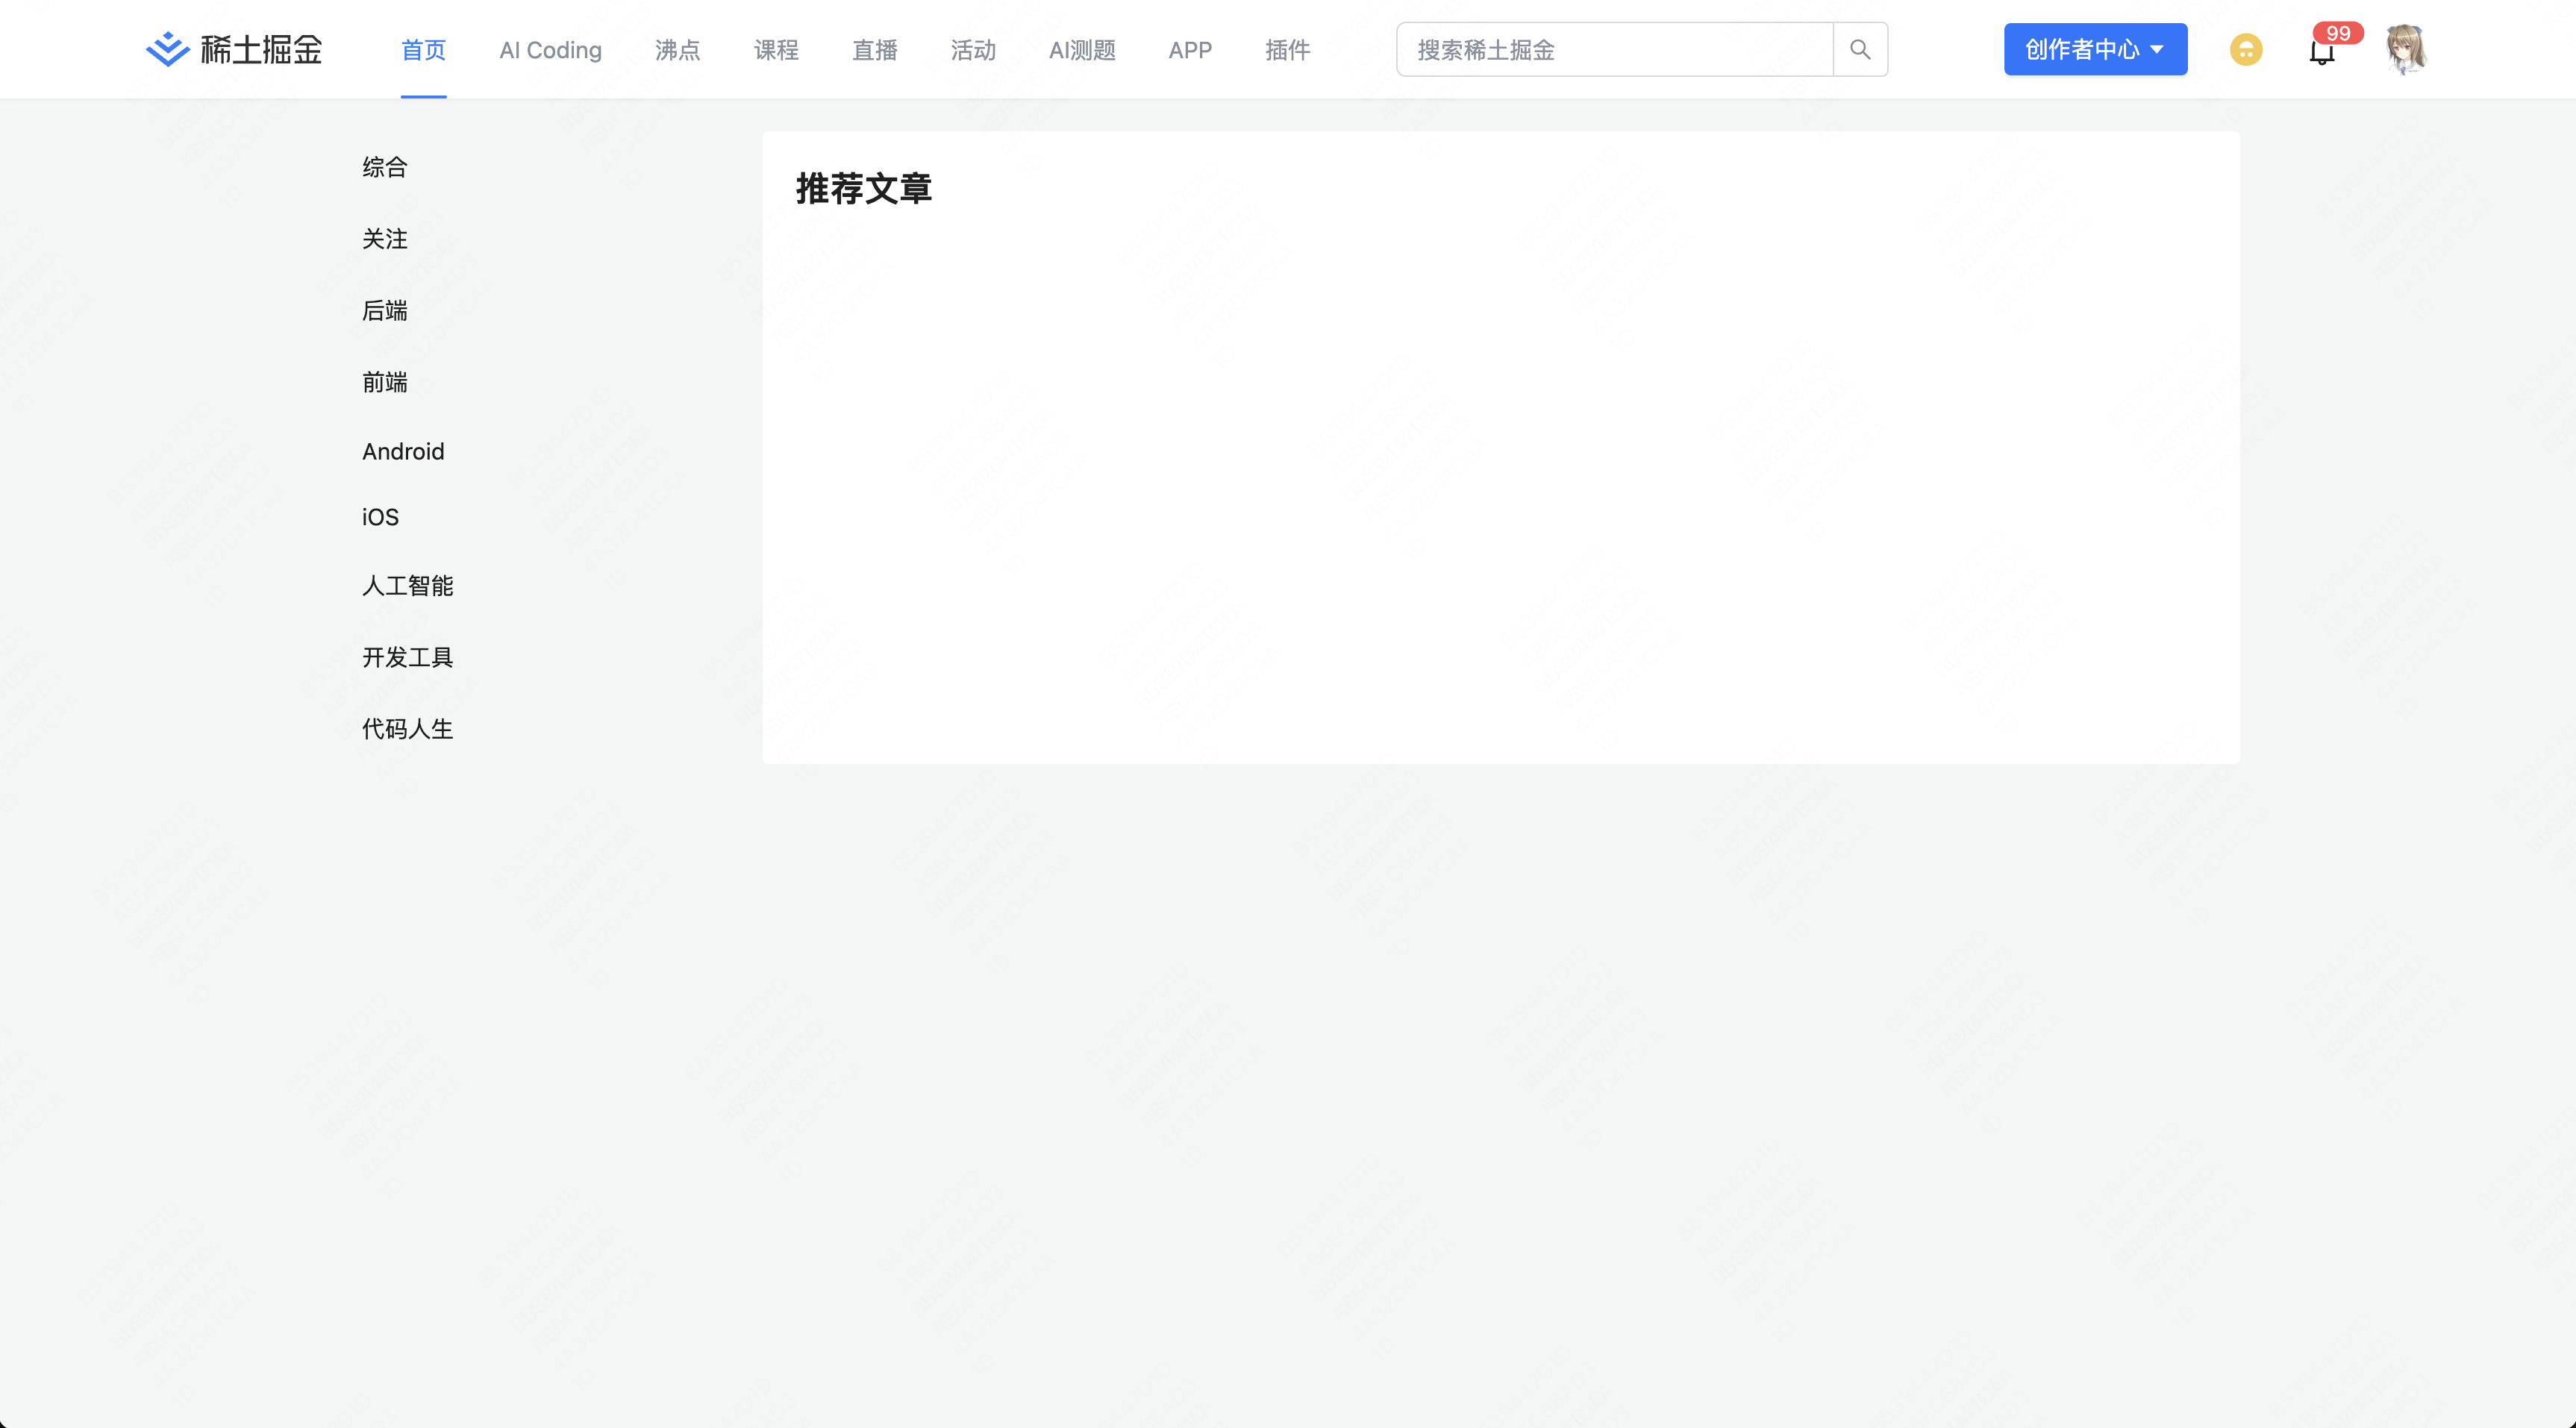 稀土掘金 首页 AI Coding 沸点 课程 直播 活动 AI测题 APP 插件 搜索稀土掘金 创作者中心 99
综合
推荐文章
关注
后端
前端
Android
iOS
人工智能
开发工具
代码人生